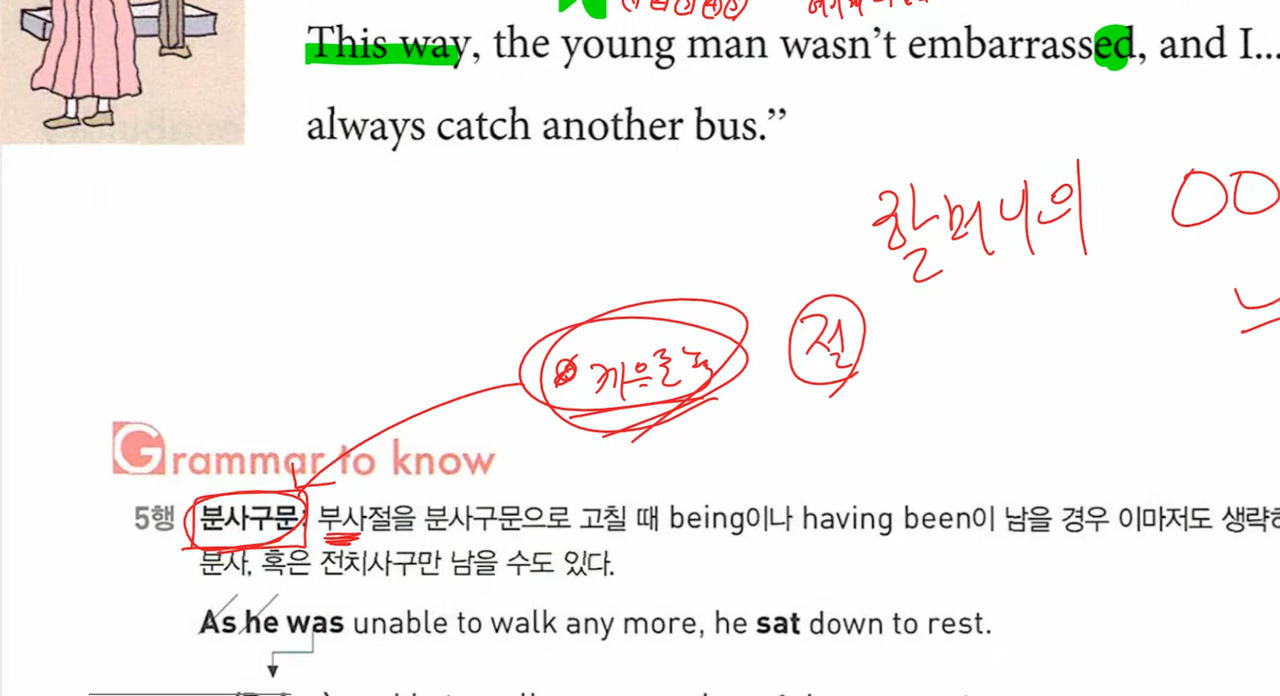 This way, the young man wasn't embarrassed, and I...
always catch another bus.”
할머니의 OO
절
게으른 놈
Grammar to know
5행 분사구문: 부사절을 분사구문으로 고칠 때 being이나 having been이 남을 경우 이마저도 생략하
분사, 혹은 전치사구만 남을 수도 있다.
As he was unable to walk any more, he sat down to rest.